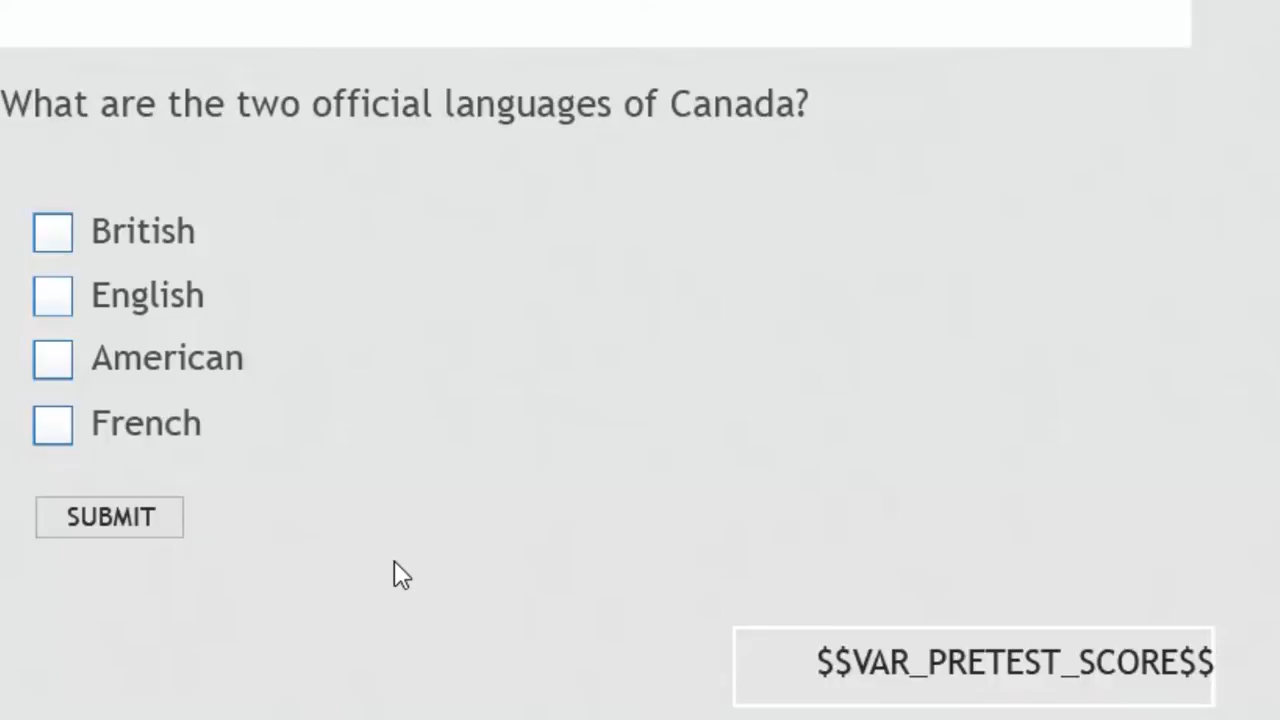 What are the two official languages of Canada?
British
English
American
French
SUBMIT
$$VAR_PRETEST_SCORE$$